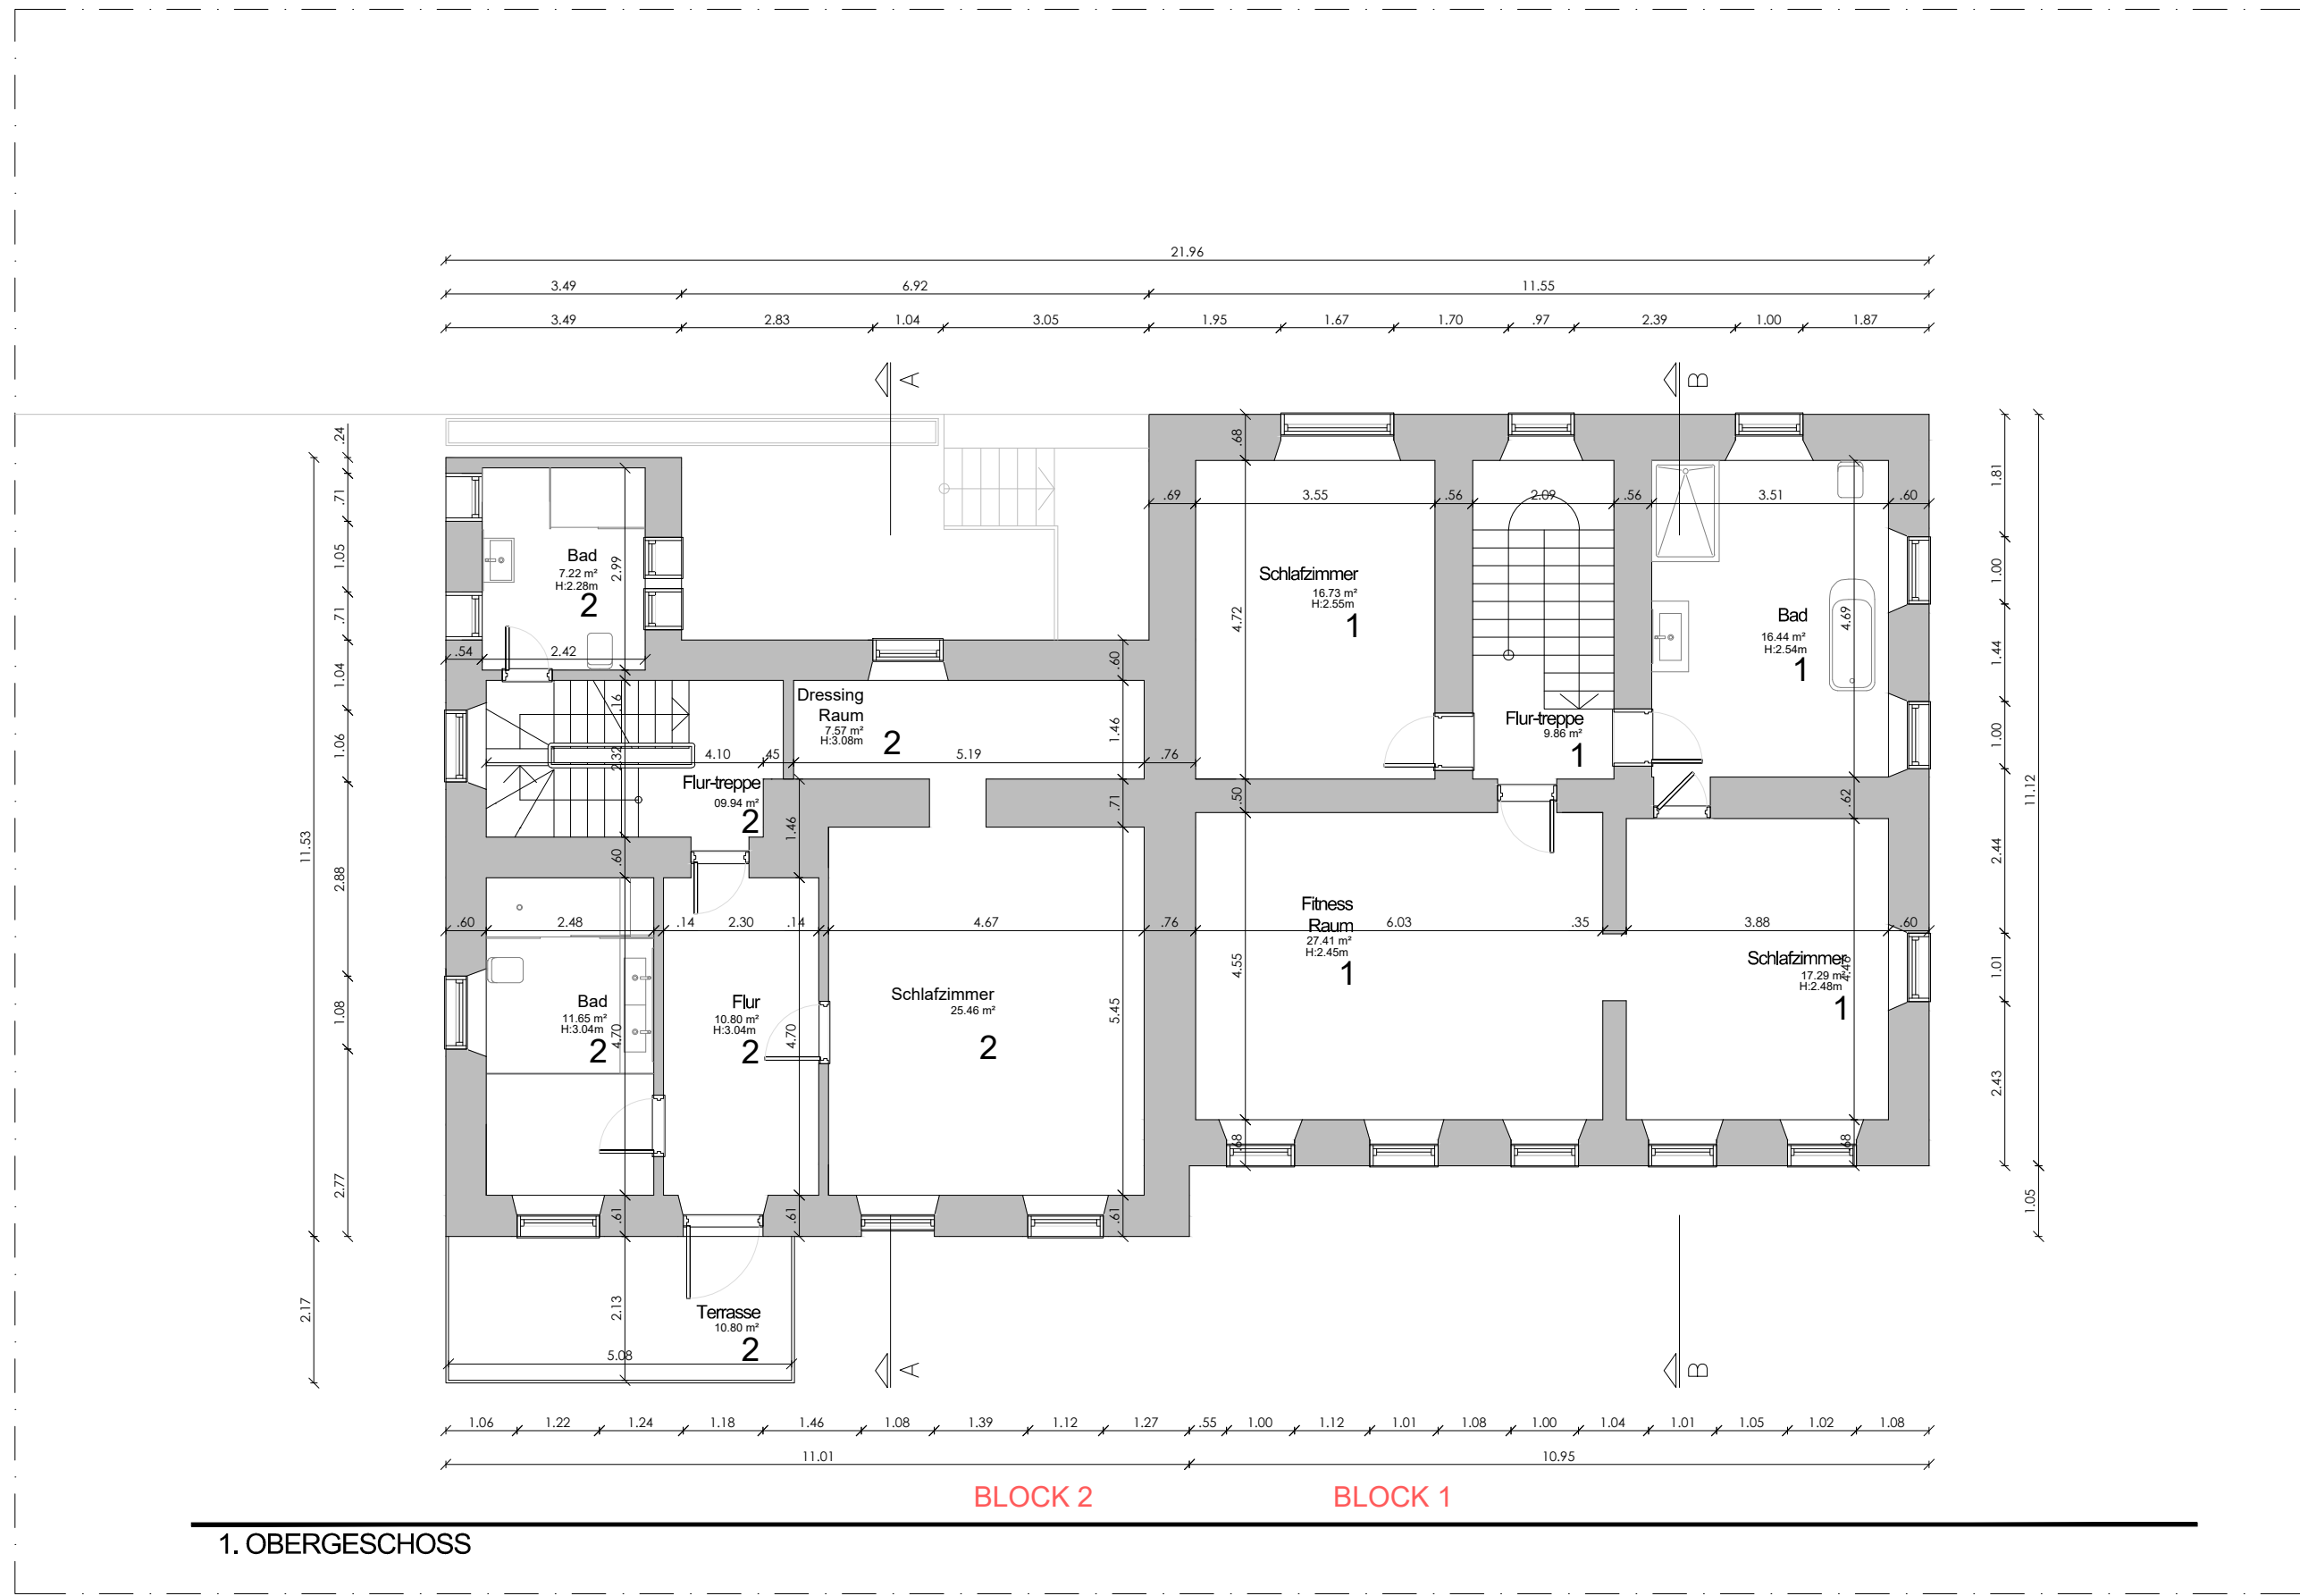 21.96
3.49 6.92 11.55
3.49 2.83 1.04 3.05 1.95 1.67 1.70 .97 2.39 1.00 1.87
A B
.24
.71
1.05
.71
1.04
1.06
2.88
1.08
2.77
11.53
2.17
Bad
7.22 m²
H:2.28m
2
2.99
.54 2.42
.16
2.32
4.10 .45 5.19 .76
Flur-treppe
09.94 m²
2
1.46
.60
Dressing
Raum
7.57 m²
H:3.08m
2
.60
1.46
.71
5.45
.61
.60 2.48 .14 2.30 .14 4.67 .76 6.03 .35 3.88 .60
Bad
11.65 m²
H:3.04m
2
4.70
.61
Flur
10.80 m²
H:3.04m
2
4.70
.61
Schlafzimmer
25.46 m²
2
Terrasse
10.80 m²
2
2.13
5.08
.69 3.55 .56 2.09 .56 3.51 .60
.68
4.72
.50
4.55
.68
Schlafzimmer
16.73 m²
H:2.55m
1
Flur-treppe
9.86 m²
1
Bad
16.44 m²
H:2.54m
1
4.69
.62
4.48
.68
Fitness
Raum
27.41 m²
H:2.45m
1
Schlafzimmer
17.29 m²
H:2.48m
1
1.81
1.00
1.44
1.00
2.44
1.01
2.43
11.12
1.05
A B
1.06 1.22 1.24 1.18 1.46 1.08 1.39 1.12 1.27 .55 1.00 1.12 1.01 1.08 1.00 1.04 1.01 1.05 1.02 1.08
11.01 10.95
BLOCK 2 BLOCK 1
1. OBERGESCHOSS